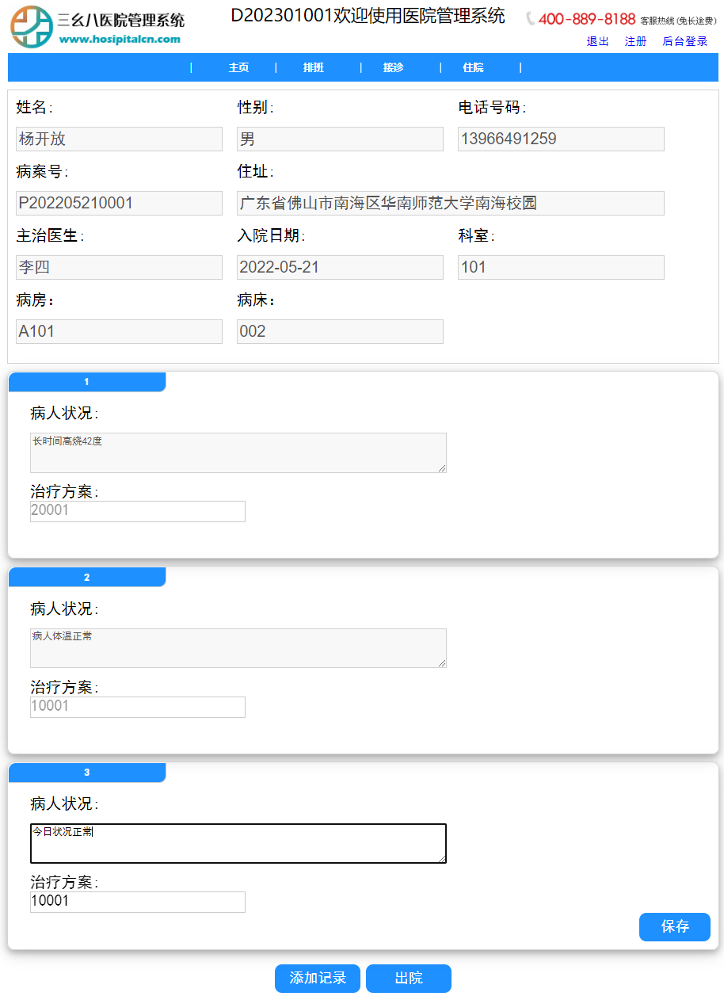 三幺八医院管理系统
www.hosipitalcn.com
D202301001欢迎使用医院管理系统
400-889-8188 客服热线 (免长途费)
退出 注册 后台登录
| 主页 | 排班 | 接诊 | 住院 |
姓名: 性别: 电话号码:
杨开放 男 13966491259
病案号: 住址:
P202205210001 广东省佛山市南海区华南师范大学南海校园
主治医生: 入院日期: 科室:
李四 2022-05-21 101
病房: 病床:
A101 002
1
病人状况:
长时间高烧42度
治疗方案:
20001
2
病人状况:
病人体温正常
治疗方案:
10001
3
病人状况:
今日状况正常
治疗方案:
10001
保存
添加记录 出院